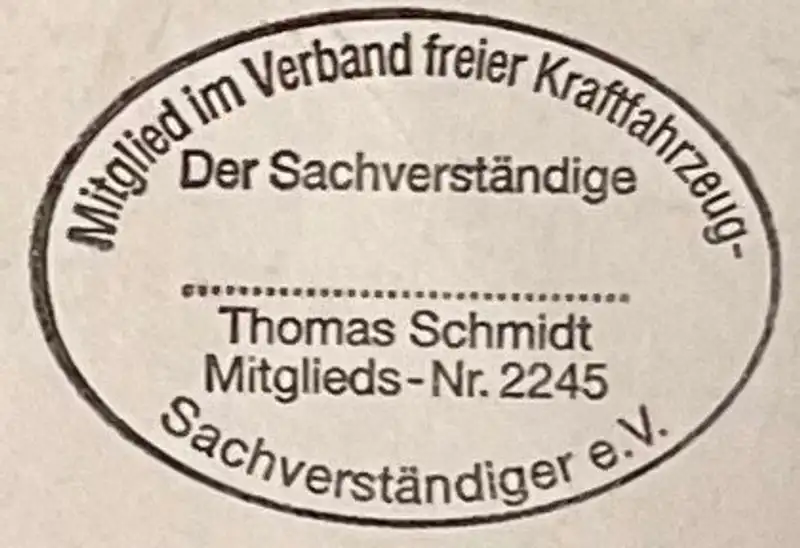 Mitglied im Verband freier Kraftfahrzeug-
Der Sachverständige
Thomas Schmidt
Mitglieds-Nr. 2245
Sachverständiger e.V.